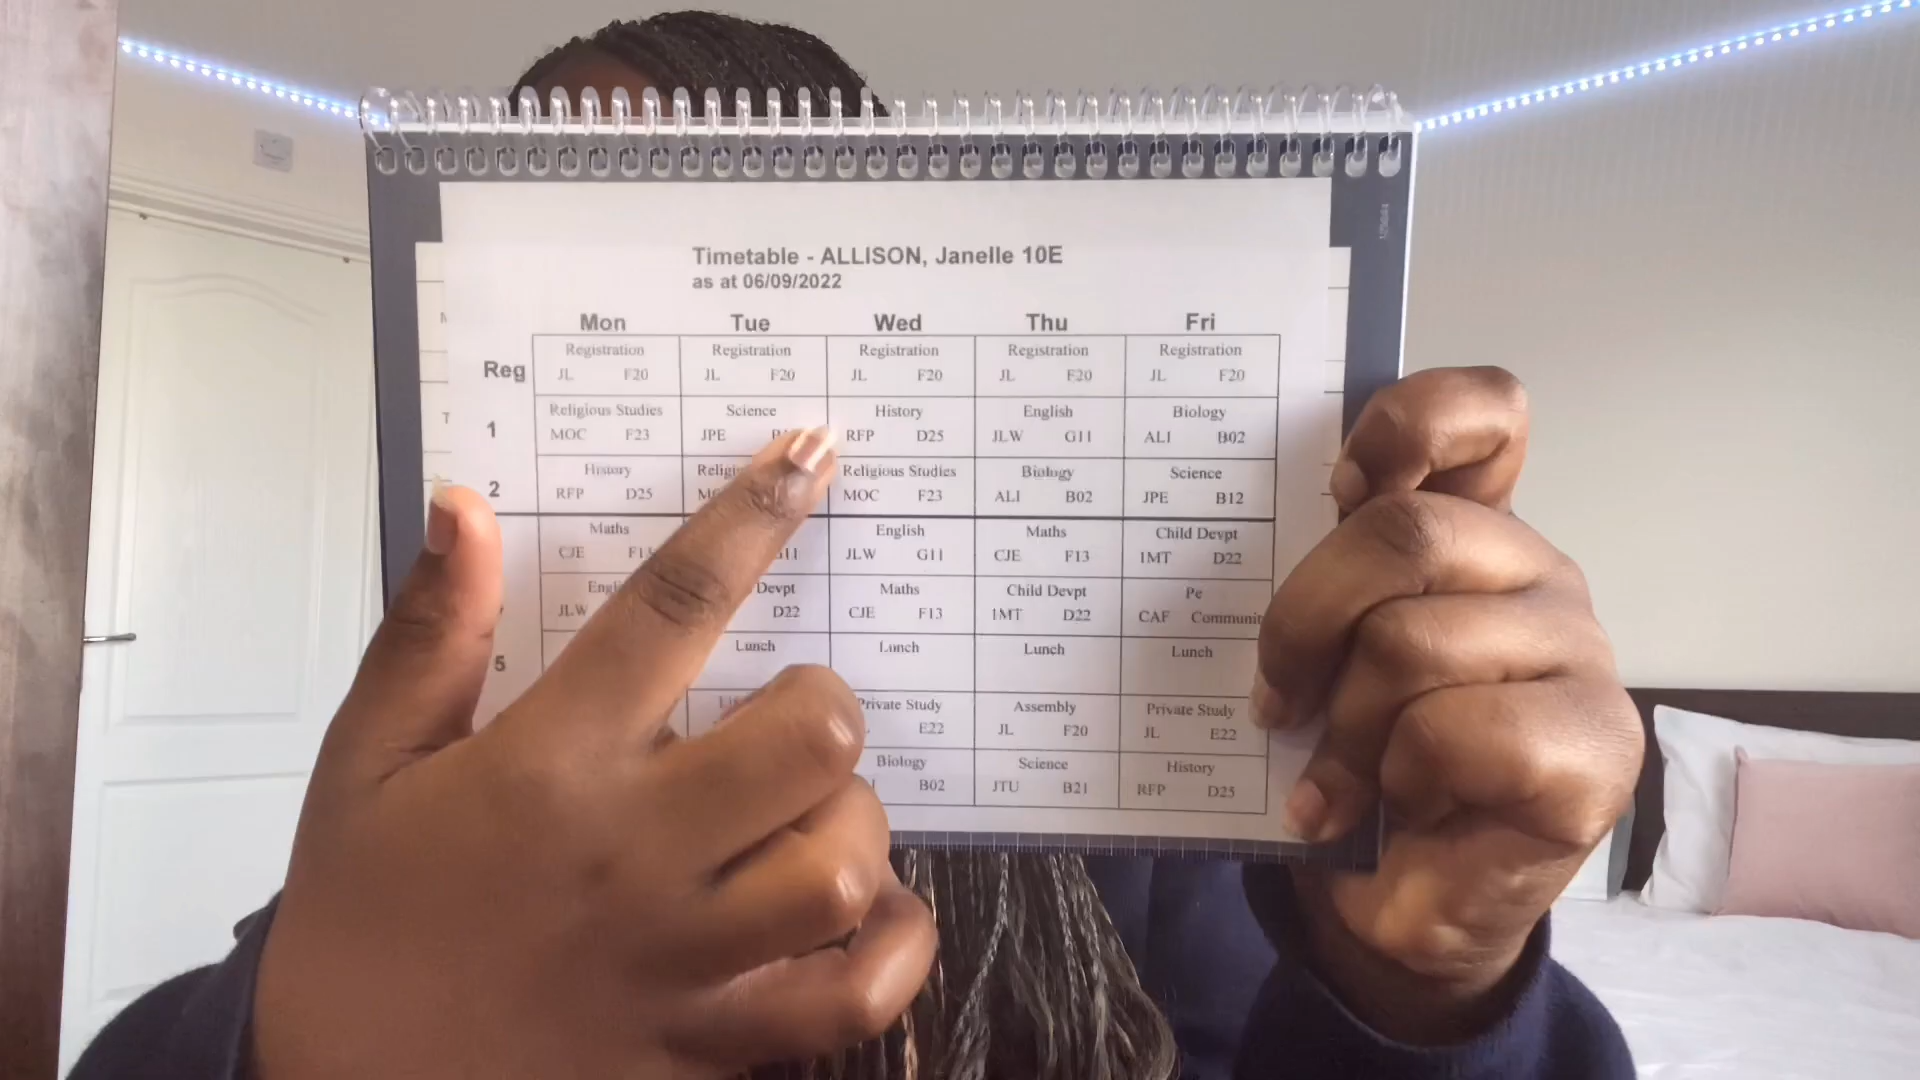 Timetable - ALLISON, Janelle 10E
as at 06/09/2022
Mon Tue Wed Thu Fri
Reg
Registration Registration Registration Registration Registration
JL F20 JL F20 JL F20 JL F20 JL F20
1
Religious Studies Science History English Biology
MOC F23 JPE RFP D25 JLW G11 ALI B02
2
History Religious Studies Biology Science
RFP D25 MOC F23 ALI B02 JPE B12
Maths English Maths Child Devpt
CJE JLW G11 CJE F13 1MT D22
Devpt Maths Child Devpt Pe
JLW D22 CJE F13 1MT D22 CAF
5
Lunch Lunch Lunch Lunch
Private Study Assembly Private Study
E22 JL F20 JL E22
Biology Science History
B02 JTU B21 RFP D25